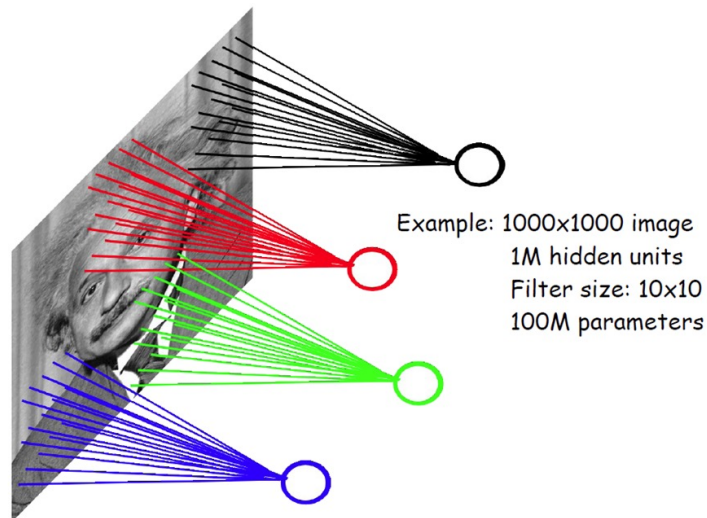 Example: 1000x1000 image
1M hidden units
Filter size: 10x10
100M parameters